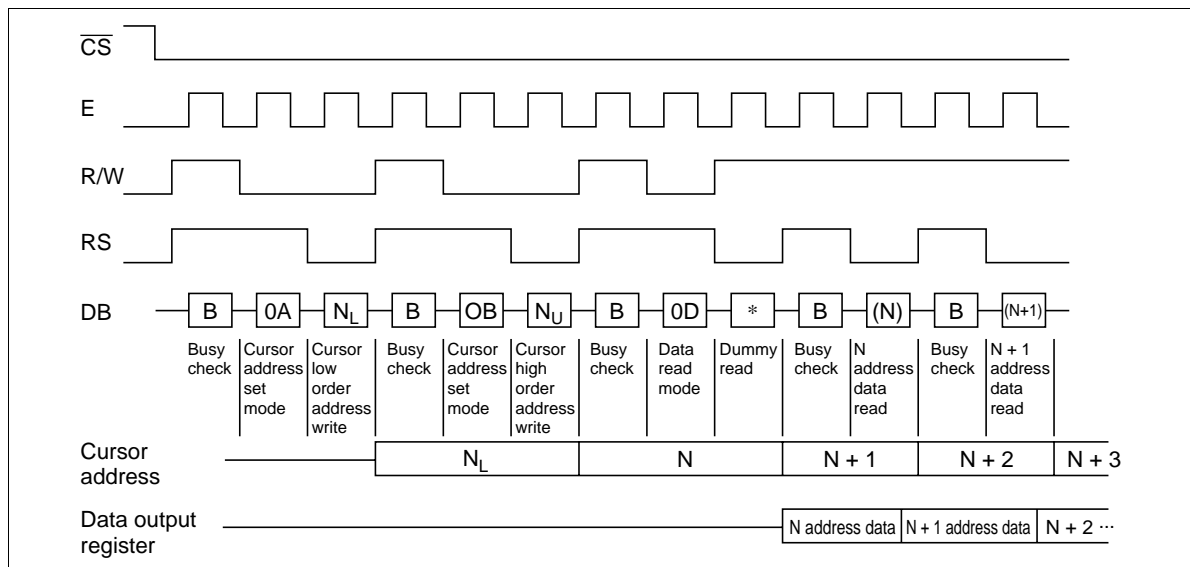 CS
E
R/W
RS
DB
B
0A
NL
B
OB
NU
B
0D
*
B
(N)
B
(N+1)
Busy
check
Cursor
address
set
mode
Cursor
low
order
address
write
Busy
check
Cursor
address
set
mode
Cursor
high
order
address
write
Busy
check
Data
read
mode
Dummy
read
Busy
check
N
address
data
read
Busy
check
N + 1
address
data
read
Cursor
address
NL
N
N + 1
N + 2
N + 3
Data output
register
N address data
N + 1 address data
N + 2 ···